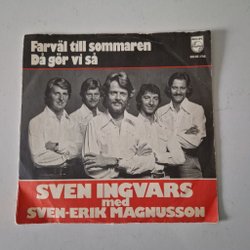 Farväl till sommaren
Då gör vi så
PHILIPS
SVEN INGVARS
med
SVEN-ERIK MAGNUSSON